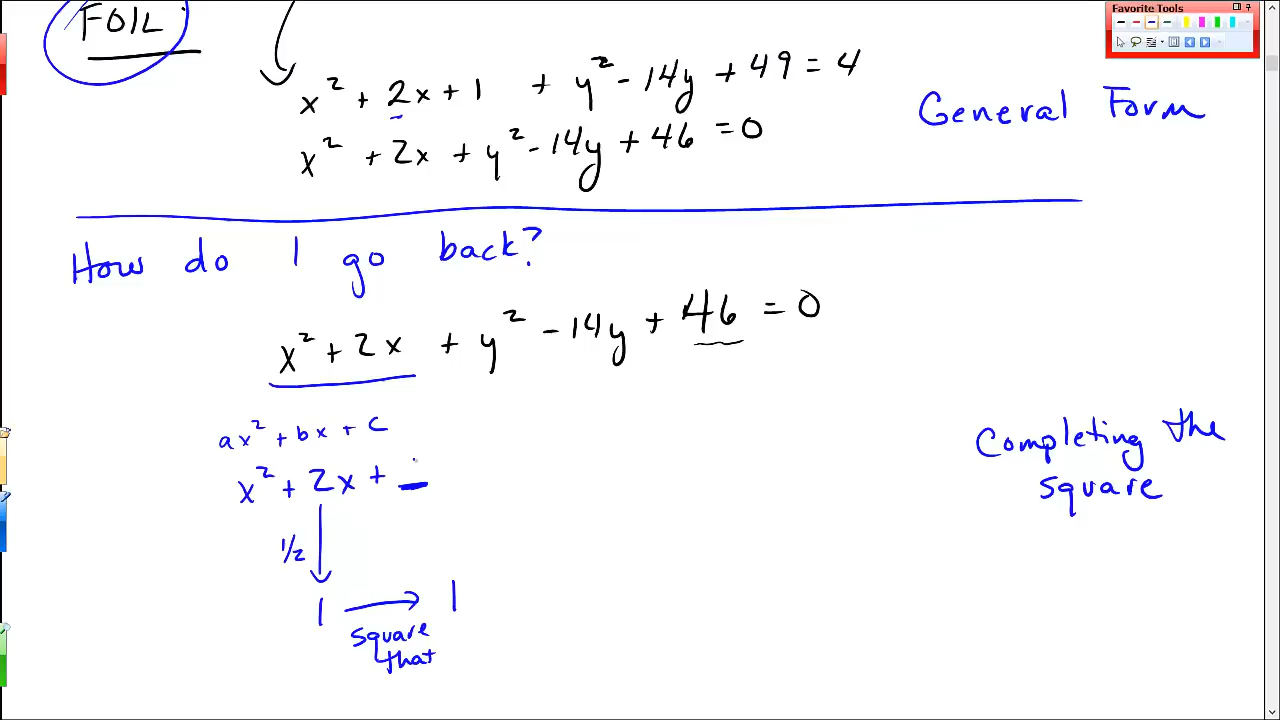 Favorite Tools
FOIL
x² + 2x + 1 + y² - 14y + 49 = 4
x² + 2x + y² - 14y + 46 = 0
General Form
How do I go back?
x² + 2x + y² - 14y + 46 = 0
ax² + bx + c
x² + 2x + _
Completing the
square
1/2
1 → 1
square
that